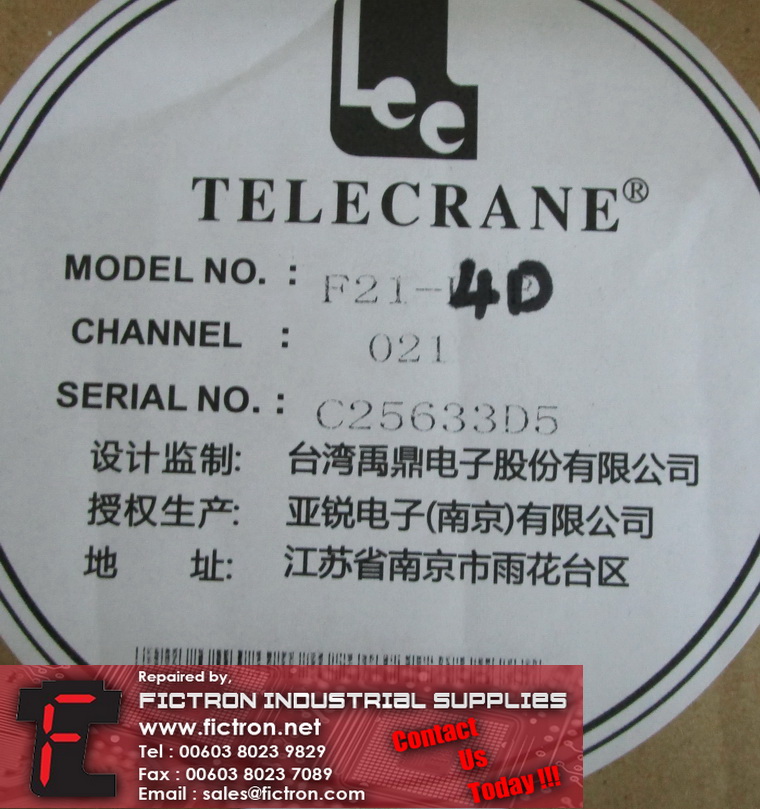 Lee
TELECRANE®
MODEL NO. : F21-4D
CHANNEL : 021
SERIAL NO. : C25633D5
设计监制: 台湾禹鼎电子股份有限公司
授权生产: 亚锐电子(南京)有限公司
地 址: 江苏省南京市雨花台区
Repaired by,
FICTRON INDUSTRIAL SUPPLIES
www.fictron.net
Tel : 00603 8023 9829
Fax : 00603 8023 7089
Email : sales@fictron.com
Contact
Us
Today !!!